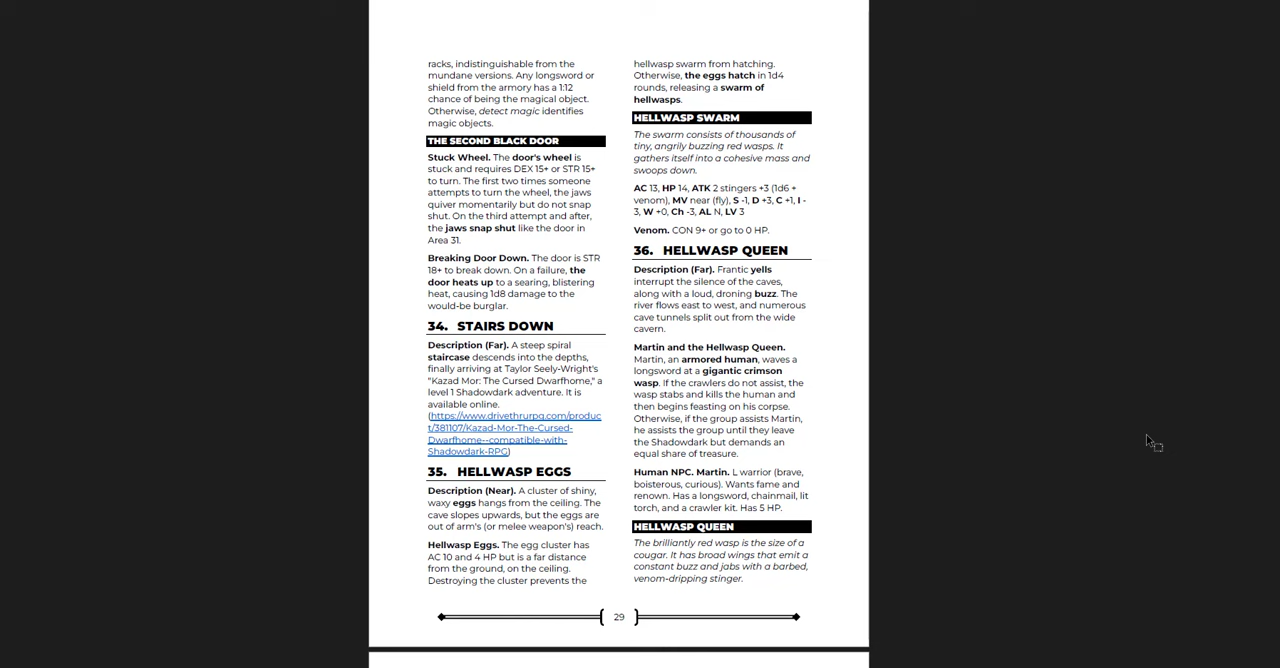 racks, indistinguishable from the
mundane versions. Any longsword or
shield from the armory has a 1:12
chance of being the magical object.
Otherwise, detect magic identifies
magic objects.
THE SECOND BLACK DOOR
Stuck Wheel. The door's wheel is
stuck and requires DEX 15+ or STR 15+
to turn. The first two times someone
attempts to turn the wheel, the jaws
quiver momentarily but do not snap
shut. On the third attempt and after,
the jaws snap shut like the door in
Area 31.
Breaking Door Down. The door is STR
18+ to break down. On a failure, the
door heats up to a searing, blistering
heat, causing 1d8 damage to the
would-be burglar.
34. STAIRS DOWN
Description (Far). A steep spiral
staircase descends into the depths,
finally arriving at Taylor Seely-Wright's
"Kazad Mor: The Cursed Dwarfhome," a
level 1 Shadowdark adventure. It is
available online.
(https://www.drivethrurpg.com/produc
t/381107/Kazad-Mor-The-Cursed-
Dwarfhome--compatible-with-
Shadowdark-RPG)
35. HELLWASP EGGS
Description (Near). A cluster of shiny,
waxy eggs hangs from the ceiling. The
cave slopes upwards, but the eggs are
out of arm's (or melee weapon's) reach.
Hellwasp Eggs. The egg cluster has
AC 10 and 4 HP but is a far distance
from the ground, on the ceiling.
Destroying the cluster prevents the
hellwasp swarm from hatching.
Otherwise, the eggs hatch in 1d4
rounds, releasing a swarm of
hellwasps.
HELLWASP SWARM
The swarm consists of thousands of
tiny, angrily buzzing red wasps. It
gathers itself into a cohesive mass and
swoops down.
AC 13, HP 14, ATK 2 stingers +3 (1d6 +
venom), MV near (fly), S -1, D +3, C +1, I -
3, W +0, Ch -3, AL N, LV 3
Venom. CON 9+ or go to 0 HP.
36. HELLWASP QUEEN
Description (Far). Frantic yells
interrupt the silence of the caves,
along with a loud, droning buzz. The
river flows east to west, and numerous
cave tunnels split out from the wide
cavern.
Martin and the Hellwasp Queen.
Martin, an armored human, waves a
longsword at a gigantic crimson
wasp. If the crawlers do not assist, the
wasp stabs and kills the human and
then begins feasting on his corpse.
Otherwise, if the group assists Martin,
he assists the group until they leave
the Shadowdark but demands an
equal share of treasure.
Human NPC. Martin. L warrior (brave,
boisterous, curious). Wants fame and
renown. Has a longsword, chainmail, lit
torch, and a crawler kit. Has 5 HP.
HELLWASP QUEEN
The brilliantly red wasp is the size of a
cougar. It has broad wings that emit a
constant buzz and jabs with a barbed,
venom-dripping stinger.
29